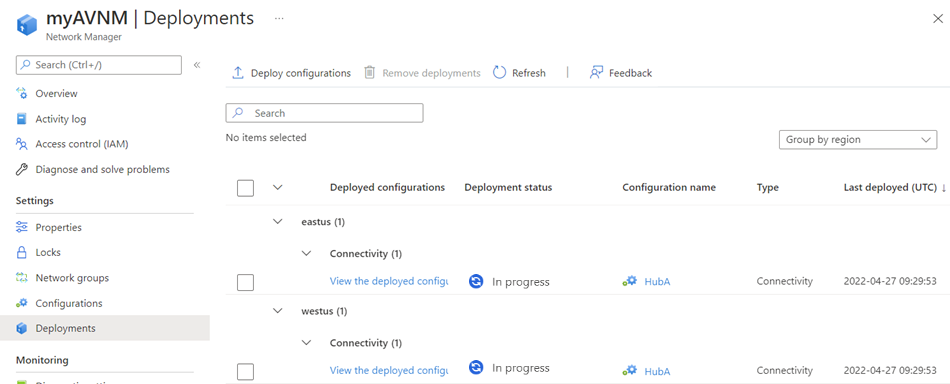 myAVNM | Deployments ...
Network Manager
Search (Ctrl+/)
«
Overview
Activity log
Access control (IAM)
Diagnose and solve problems
Settings
Properties
Locks
Network groups
Configurations
Deployments
Monitoring
Deploy configurations
Remove deployments
Refresh
Feedback
Search
No items selected
Group by region
Deployed configurations Deployment status Configuration name Type Last deployed (UTC) ↓
eastus (1)
Connectivity (1)
View the deployed configu In progress HubA Connectivity 2022-04-27 09:29:53
westus (1)
Connectivity (1)
View the deployed configu In progress HubA Connectivity 2022-04-27 09:29:53